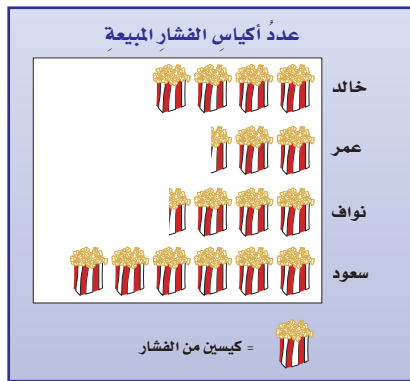 عددُ أكياسِ الفشارِ المبيعةِ
خالد
عمر
نواف
سعود
= كيسين من الفشار